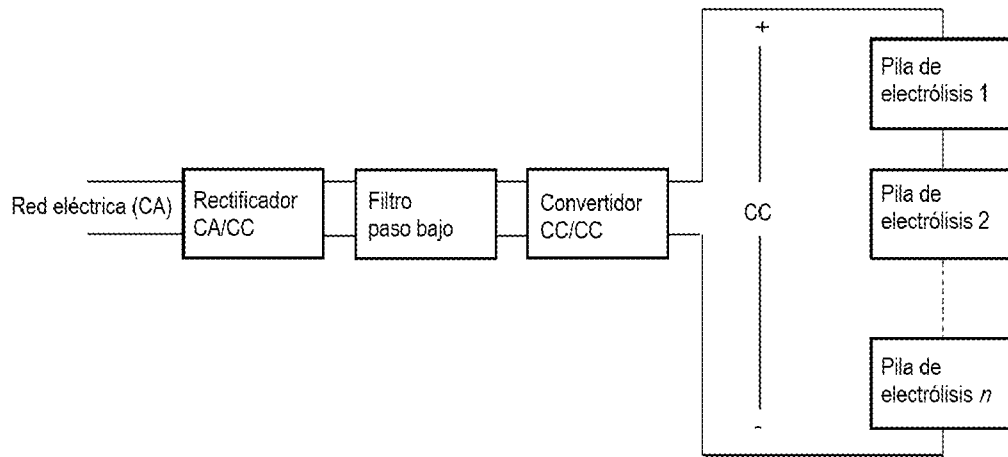 Red eléctrica (CA)
Rectificador
CA/CC
Filtro
paso bajo
Convertidor
CC/CC
+
CC
-
Pila de
electrólisis 1
Pila de
electrólisis 2
Pila de
electrólisis n